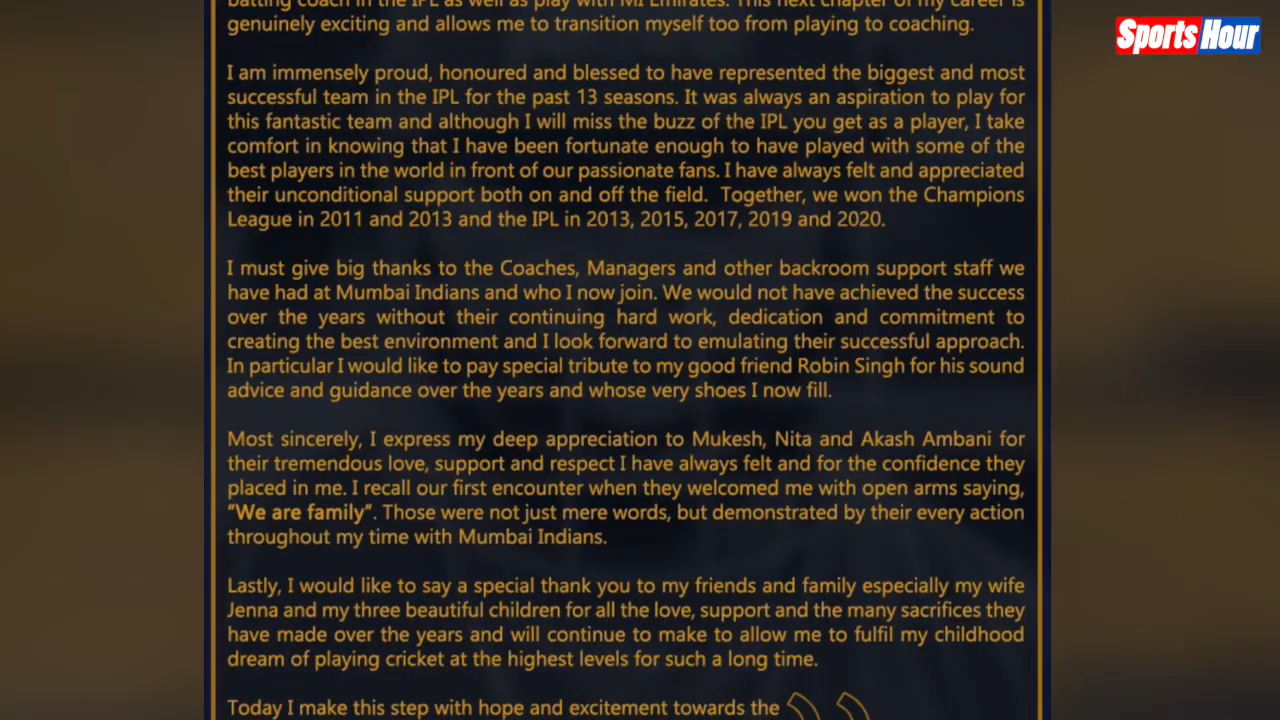 batting coach in the IPL as well as play with MI Emirates. This next chapter of my career is
genuinely exciting and allows me to transition myself too from playing to coaching.
I am immensely proud, honoured and blessed to have represented the biggest and most
successful team in the IPL for the past 13 seasons. It was always an aspiration to play for
this fantastic team and although I will miss the buzz of the IPL you get as a player, I take
comfort in knowing that I have been fortunate enough to have played with some of the
best players in the world in front of our passionate fans. I have always felt and appreciated
their unconditional support both on and off the field. Together, we won the Champions
League in 2011 and 2013 and the IPL in 2013, 2015, 2017, 2019 and 2020.
I must give big thanks to the Coaches, Managers and other backroom support staff we
have had at Mumbai Indians and who I now join. We would not have achieved the success
over the years without their continuing hard work, dedication and commitment to
creating the best environment and I look forward to emulating their successful approach.
In particular I would like to pay special tribute to my good friend Robin Singh for his sound
advice and guidance over the years and whose very shoes I now fill.
Most sincerely, I express my deep appreciation to Mukesh, Nita and Akash Ambani for
their tremendous love, support and respect I have always felt and for the confidence they
placed in me. I recall our first encounter when they welcomed me with open arms saying,
“We are family”. Those were not just mere words, but demonstrated by their every action
throughout my time with Mumbai Indians.
Lastly, I would like to say a special thank you to my friends and family especially my wife
Jenna and my three beautiful children for all the love, support and the many sacrifices they
have made over the years and will continue to make to allow me to fulfil my childhood
dream of playing cricket at the highest levels for such a long time.
Today I make this step with hope and excitement towards the
Sports Hour